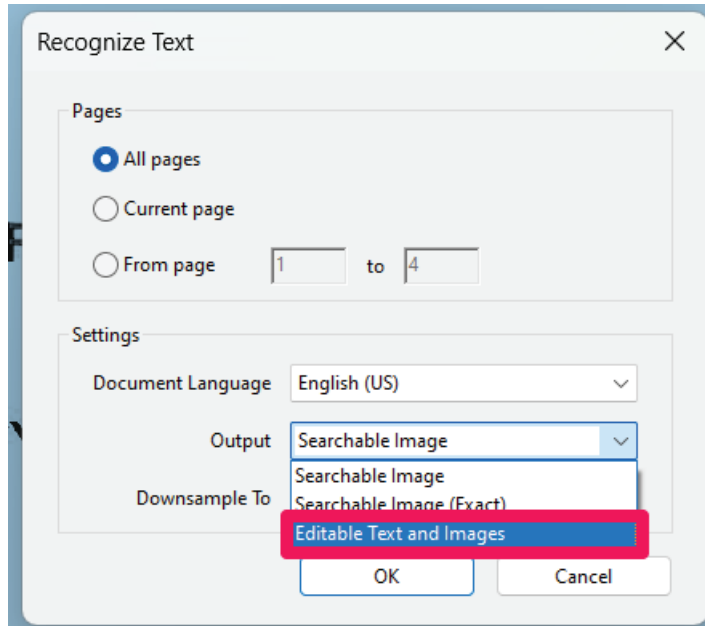 Recognize Text
Pages
All pages
Current page
From page 1 to 4
Settings
Document Language English (US)
Output Searchable Image
Searchable Image
Downsample To Searchable Image (Exact)
Editable Text and Images
OK Cancel